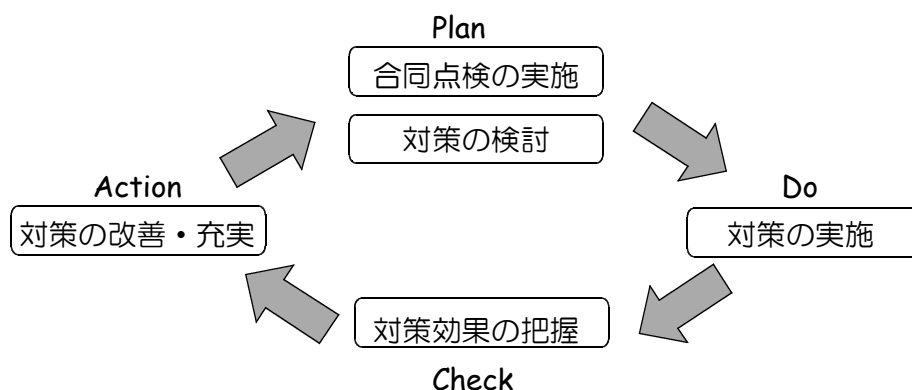 Plan
合同点検の実施
対策の検討
Action
Do
対策の改善・充実
対策の実施
対策効果の把握
Check